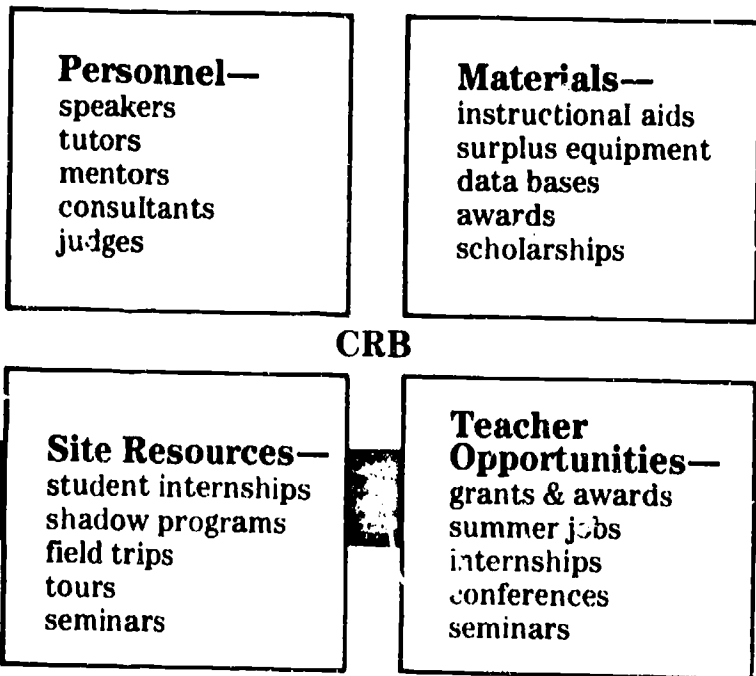 Personnel—
speakers
tutors
mentors
consultants
judges
Materials—
instructional aids
surplus equipment
data bases
awards
scholarships
CRB
Site Resources—
student internships
shadow programs
field trips
tours
seminars
Teacher
Opportunities—
grants & awards
summer jobs
internships
conferences
seminars